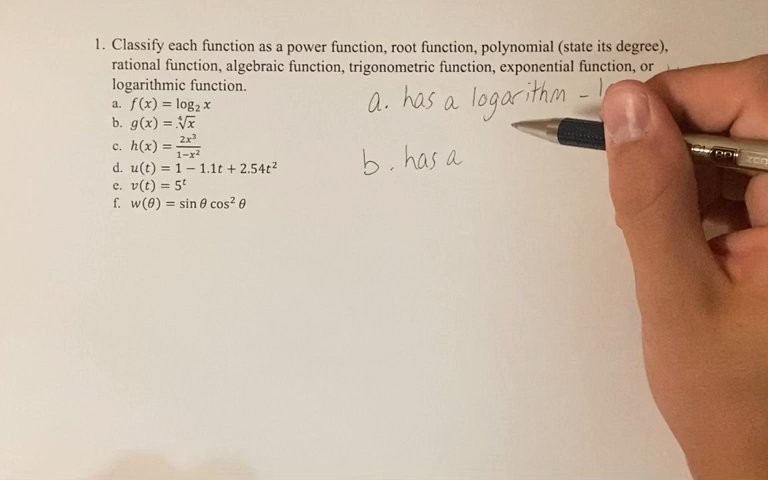 1. Classify each function as a power function, root function, polynomial (state its degree),
rational function, algebraic function, trigonometric function, exponential function, or
logarithmic function.
a. f(x) = log₂ x
b. g(x) = ∜x
c. h(x) = 2x³/(1−x²)
d. u(t) = 1 − 1.1t + 2.54t²
e. v(t) = 5ᵗ
f. w(θ) = sin θ cos² θ
a. has a logarithm -
b. has a